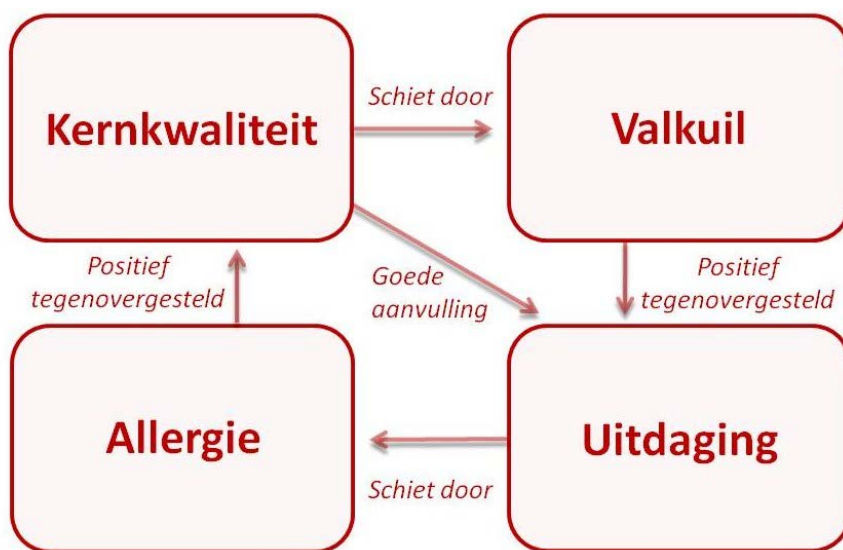 Kernkwaliteit
Schiet door
Valkuil
Positief
tegenovergesteld
Goede
aanvulling
Positief
tegenovergesteld
Allergie
Schiet door
Uitdaging